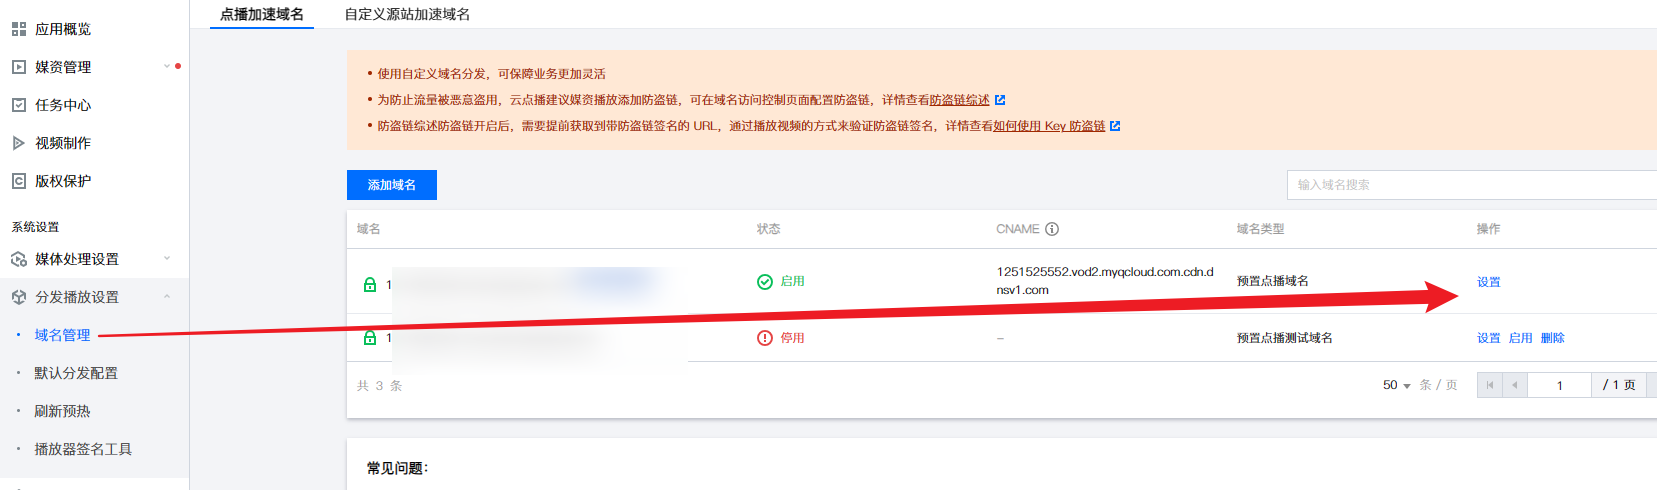 点播加速域名 自定义源站加速域名
应用概览
媒资管理
任务中心
视频制作
版权保护
系统设置
媒体处理设置
分发播放设置
域名管理
默认分发配置
刷新预热
播放器签名工具
• 使用自定义域名分发，可保障业务更加灵活
• 为防止流量被恶意盗用，云点播建议媒资播放添加防盗链，可在域名访问控制页面配置防盗链，详情查看防盗链综述
• 防盗链综述防盗链开启后，需要提前获取到带防盗链签名的 URL，通过播放视频的方式来验证防盗链签名，详情查看如何使用 Key 防盗链
添加域名 输入域名搜索
域名 状态 CNAME 域名类型 操作
1 启用 1251525552.vod2.myqcloud.com.cdn.d
nsv1.com 预置点播域名 设置
1 停用 – 预置点播测试域名 设置 启用 删除
共 3 条 50 条 / 页 1 / 1 页
常见问题：